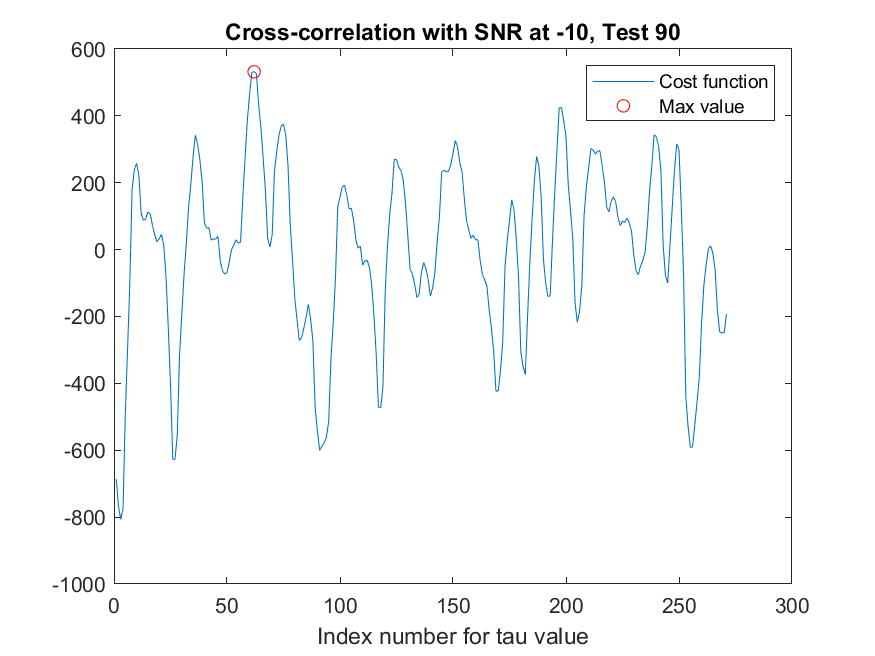 Cross-correlation with SNR at -10, Test 90
600
400
200
0
-200
-400
-600
-800
-1000
Cost function
Max value
0 50 100 150 200 250 300
Index number for tau value